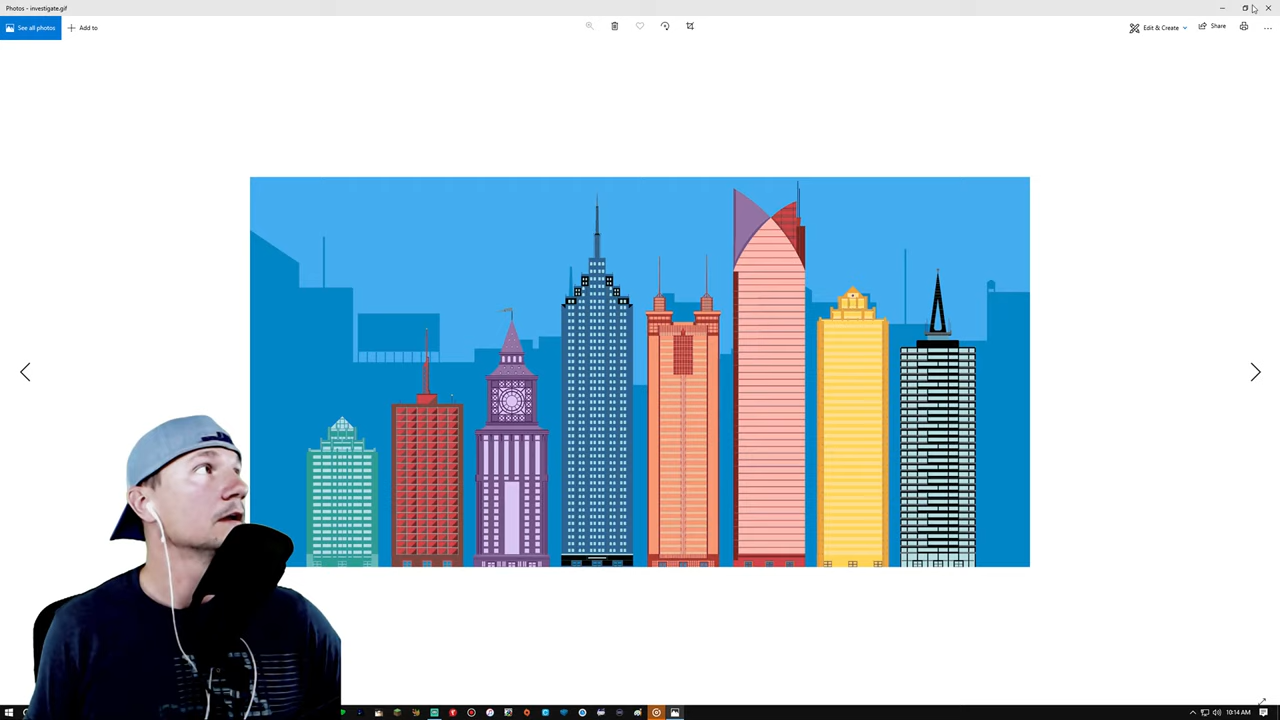 Photos - investigate.gif
See all photos
Add to
Edit & Create
Share
10:14 AM